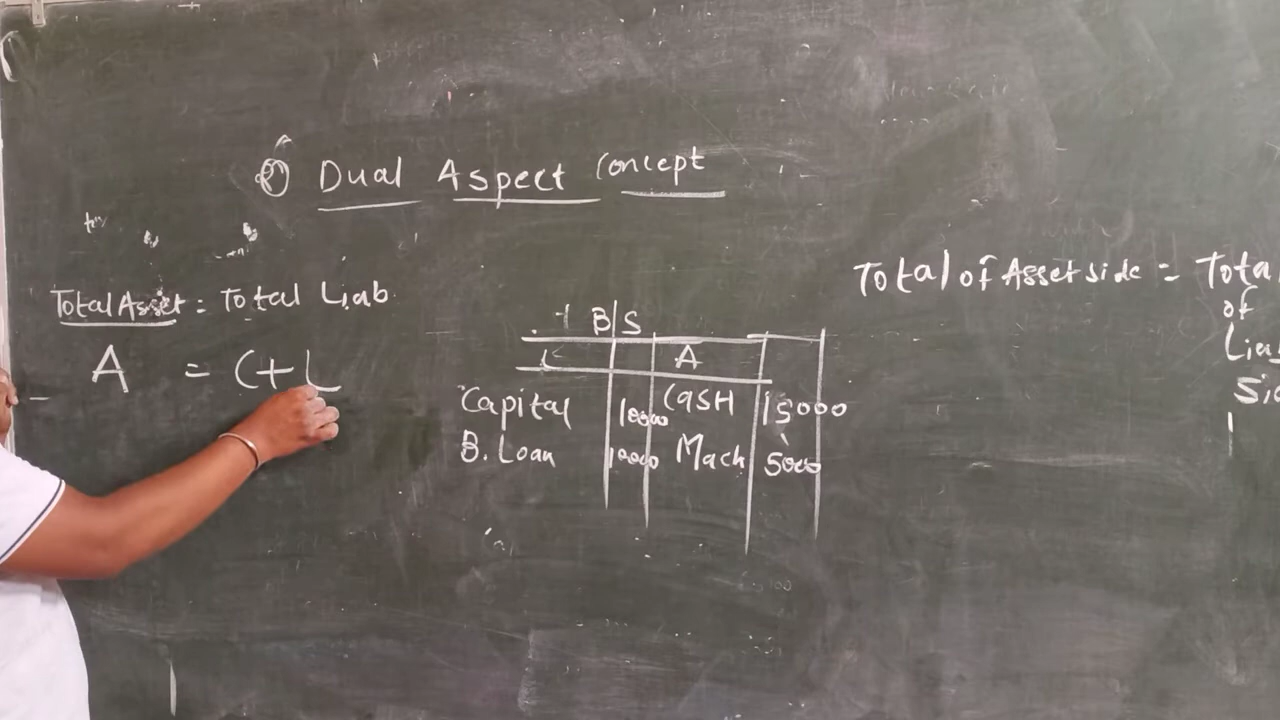 2) Dual Aspect Concept
Total Asset = Total Liab.
A = C+L
B/S
L A
Capital 10000 CASH 15000
B. Loan 10000 Mach 5000
Total of Asset side = Tota
of
Lia
Si